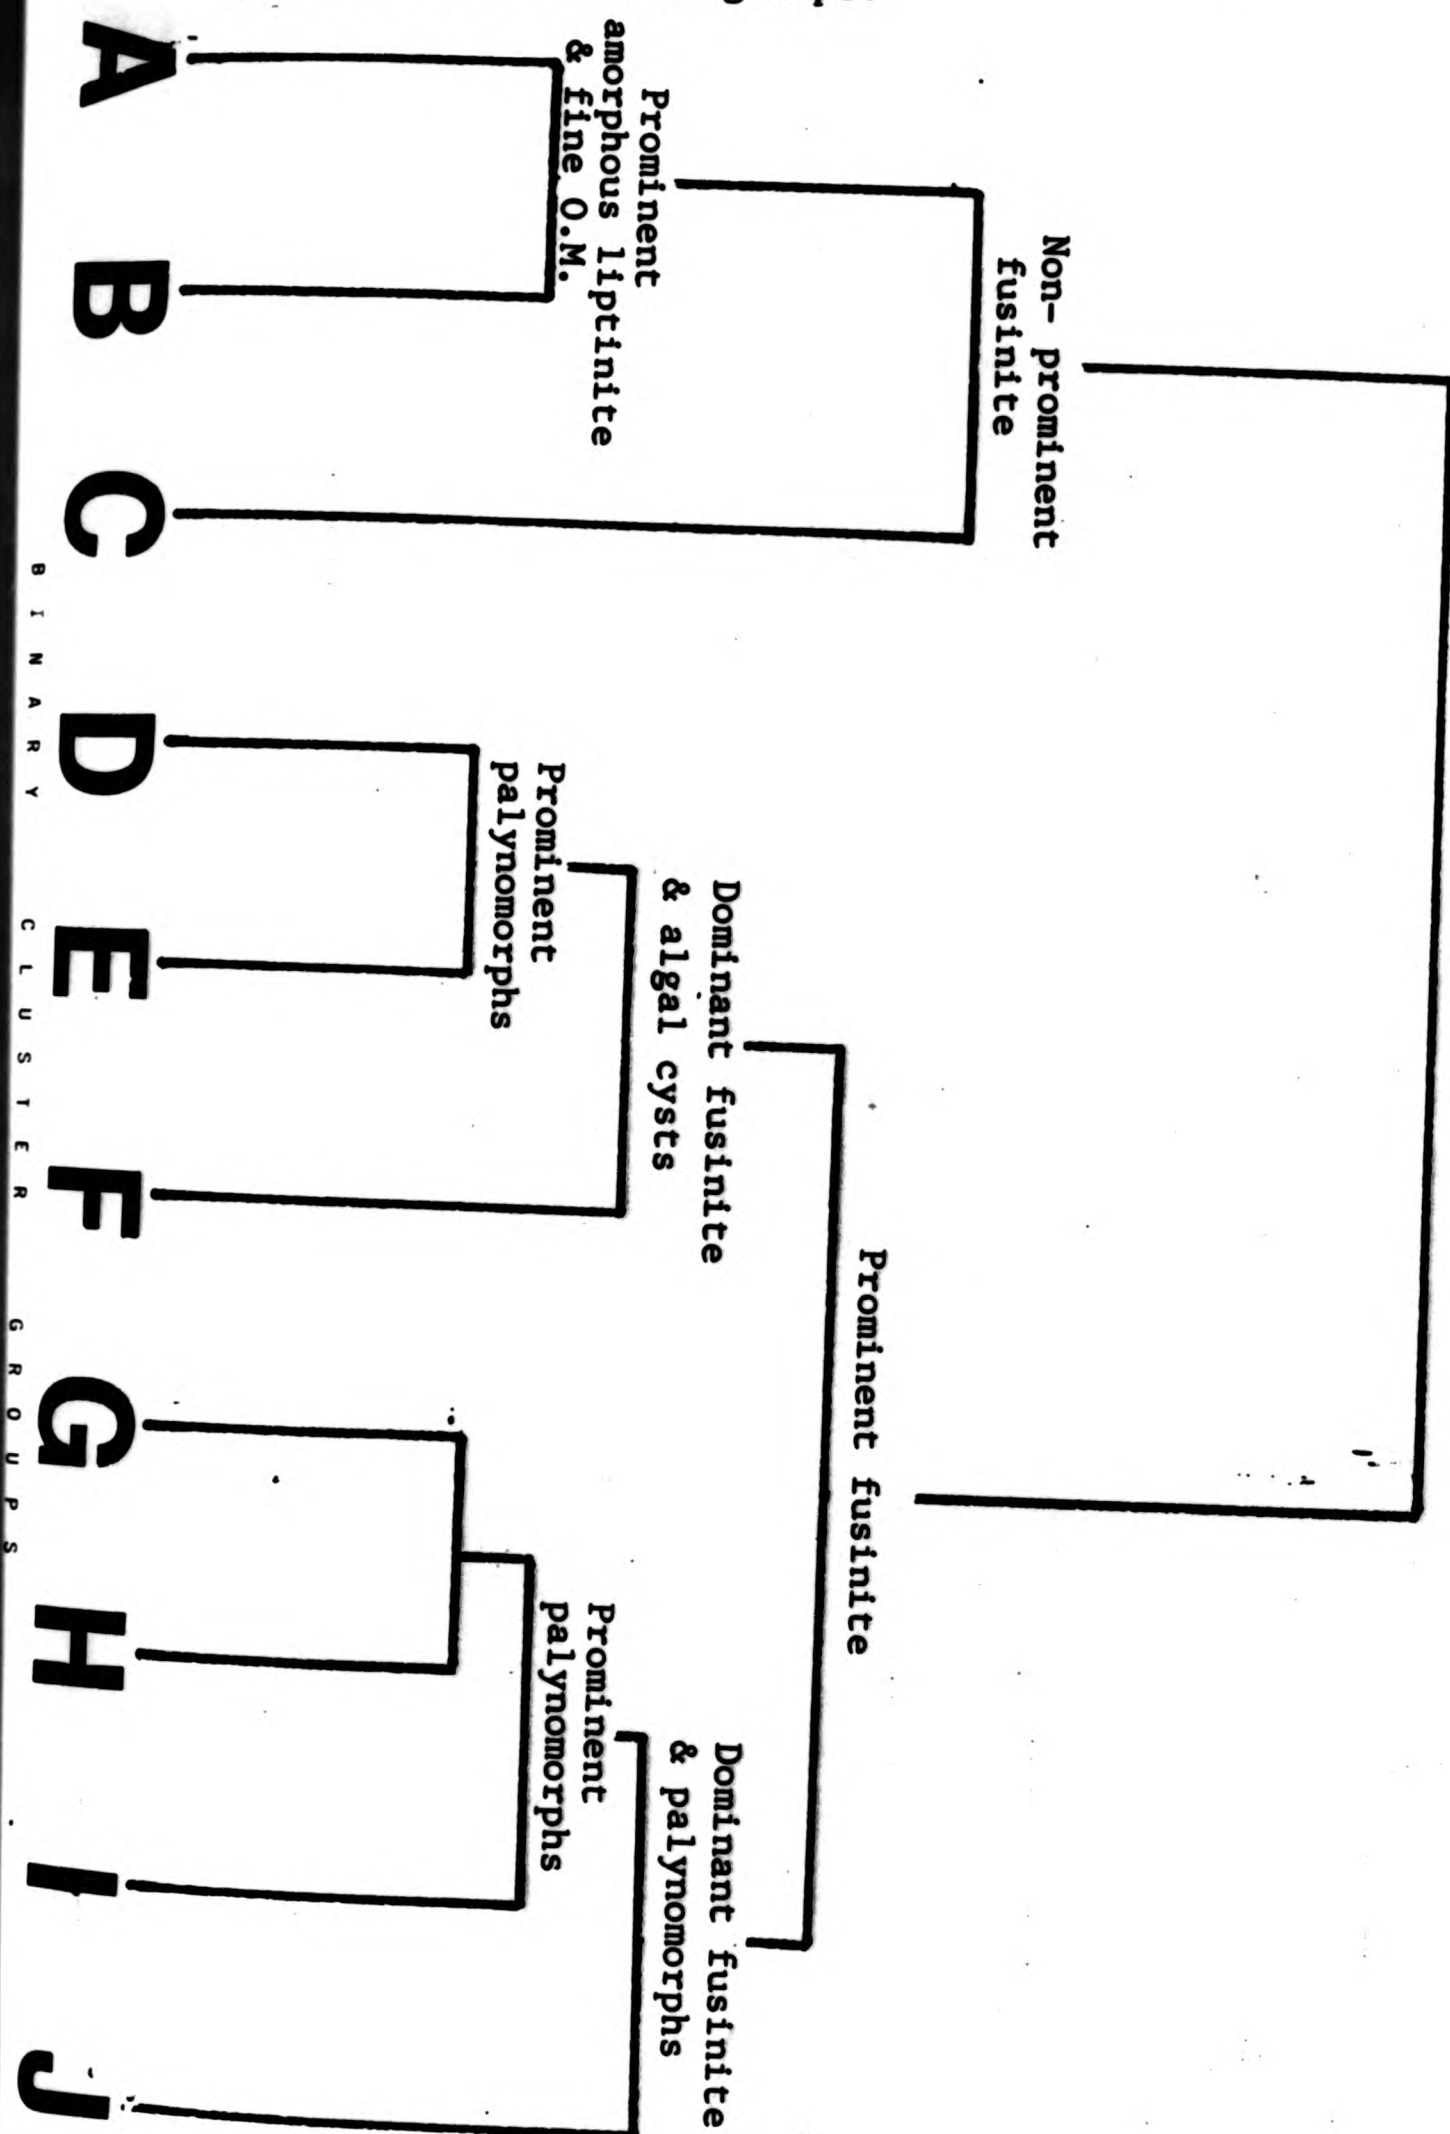 Non- prominent
fusinite
Prominent fusinite
Prominent
amorphous liptinite
& fine O.M.
Dominant fusinite
& algal cysts
Dominant fusinite
& palynomorphs
Prominent
palynomorphs
Prominent
palynomorphs
A B C D E F G H I J
BINARY CLUSTER GROUPS